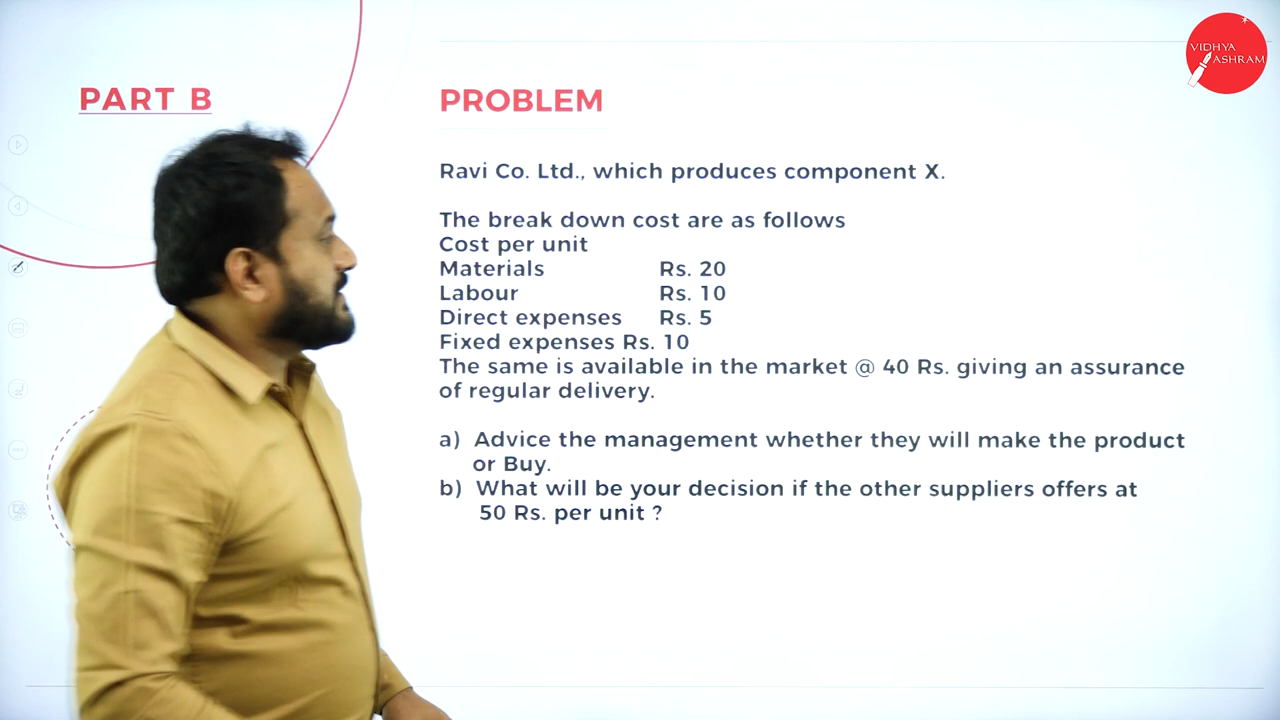 PART B
PROBLEM
Ravi Co. Ltd., which produces component X.
The break down cost are as follows
Cost per unit
Materials Rs. 20
Labour Rs. 10
Direct expenses Rs. 5
Fixed expenses Rs. 10
The same is available in the market @ 40 Rs. giving an assurance
of regular delivery.
a) Advice the management whether they will make the product
or Buy.
b) What will be your decision if the other suppliers offers at
50 Rs. per unit ?
VIDHYA
ASHRAM